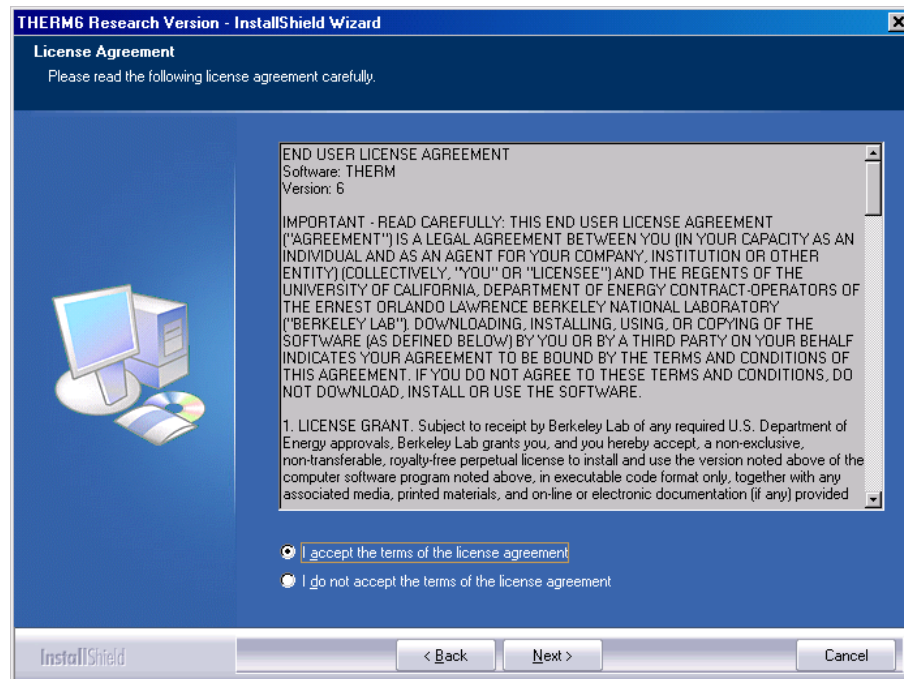 THERM6 Research Version - InstallShield Wizard
License Agreement
Please read the following license agreement carefully.
END USER LICENSE AGREEMENT
Software: THERM
Version: 6
IMPORTANT - READ CAREFULLY: THIS END USER LICENSE AGREEMENT
("AGREEMENT") IS A LEGAL AGREEMENT BETWEEN YOU (IN YOUR CAPACITY AS AN
INDIVIDUAL AND AS AN AGENT FOR YOUR COMPANY, INSTITUTION OR OTHER
ENTITY) (COLLECTIVELY, "YOU" OR "LICENSEE") AND THE REGENTS OF THE
UNIVERSITY OF CALIFORNIA, DEPARTMENT OF ENERGY CONTRACT-OPERATORS OF
THE ERNEST ORLANDO LAWRENCE BERKELEY NATIONAL LABORATORY
("BERKELEY LAB"). DOWNLOADING, INSTALLING, USING, OR COPYING OF THE
SOFTWARE (AS DEFINED BELOW) BY YOU OR BY A THIRD PARTY ON YOUR BEHALF
INDICATES YOUR AGREEMENT TO BE BOUND BY THE TERMS AND CONDITIONS OF
THIS AGREEMENT. IF YOU DO NOT AGREE TO THESE TERMS AND CONDITIONS, DO
NOT DOWNLOAD, INSTALL OR USE THE SOFTWARE.
1. LICENSE GRANT. Subject to receipt by Berkeley Lab of any required U.S. Department of
Energy approvals, Berkeley Lab grants you, and you hereby accept, a non-exclusive,
non-transferable, royalty-free perpetual license to install and use the version noted above of the
computer software program noted above, in executable code format only, together with any
associated media, printed materials, and on-line or electronic documentation (if any) provided
I accept the terms of the license agreement
I do not accept the terms of the license agreement
InstallShield
< Back
Next >
Cancel